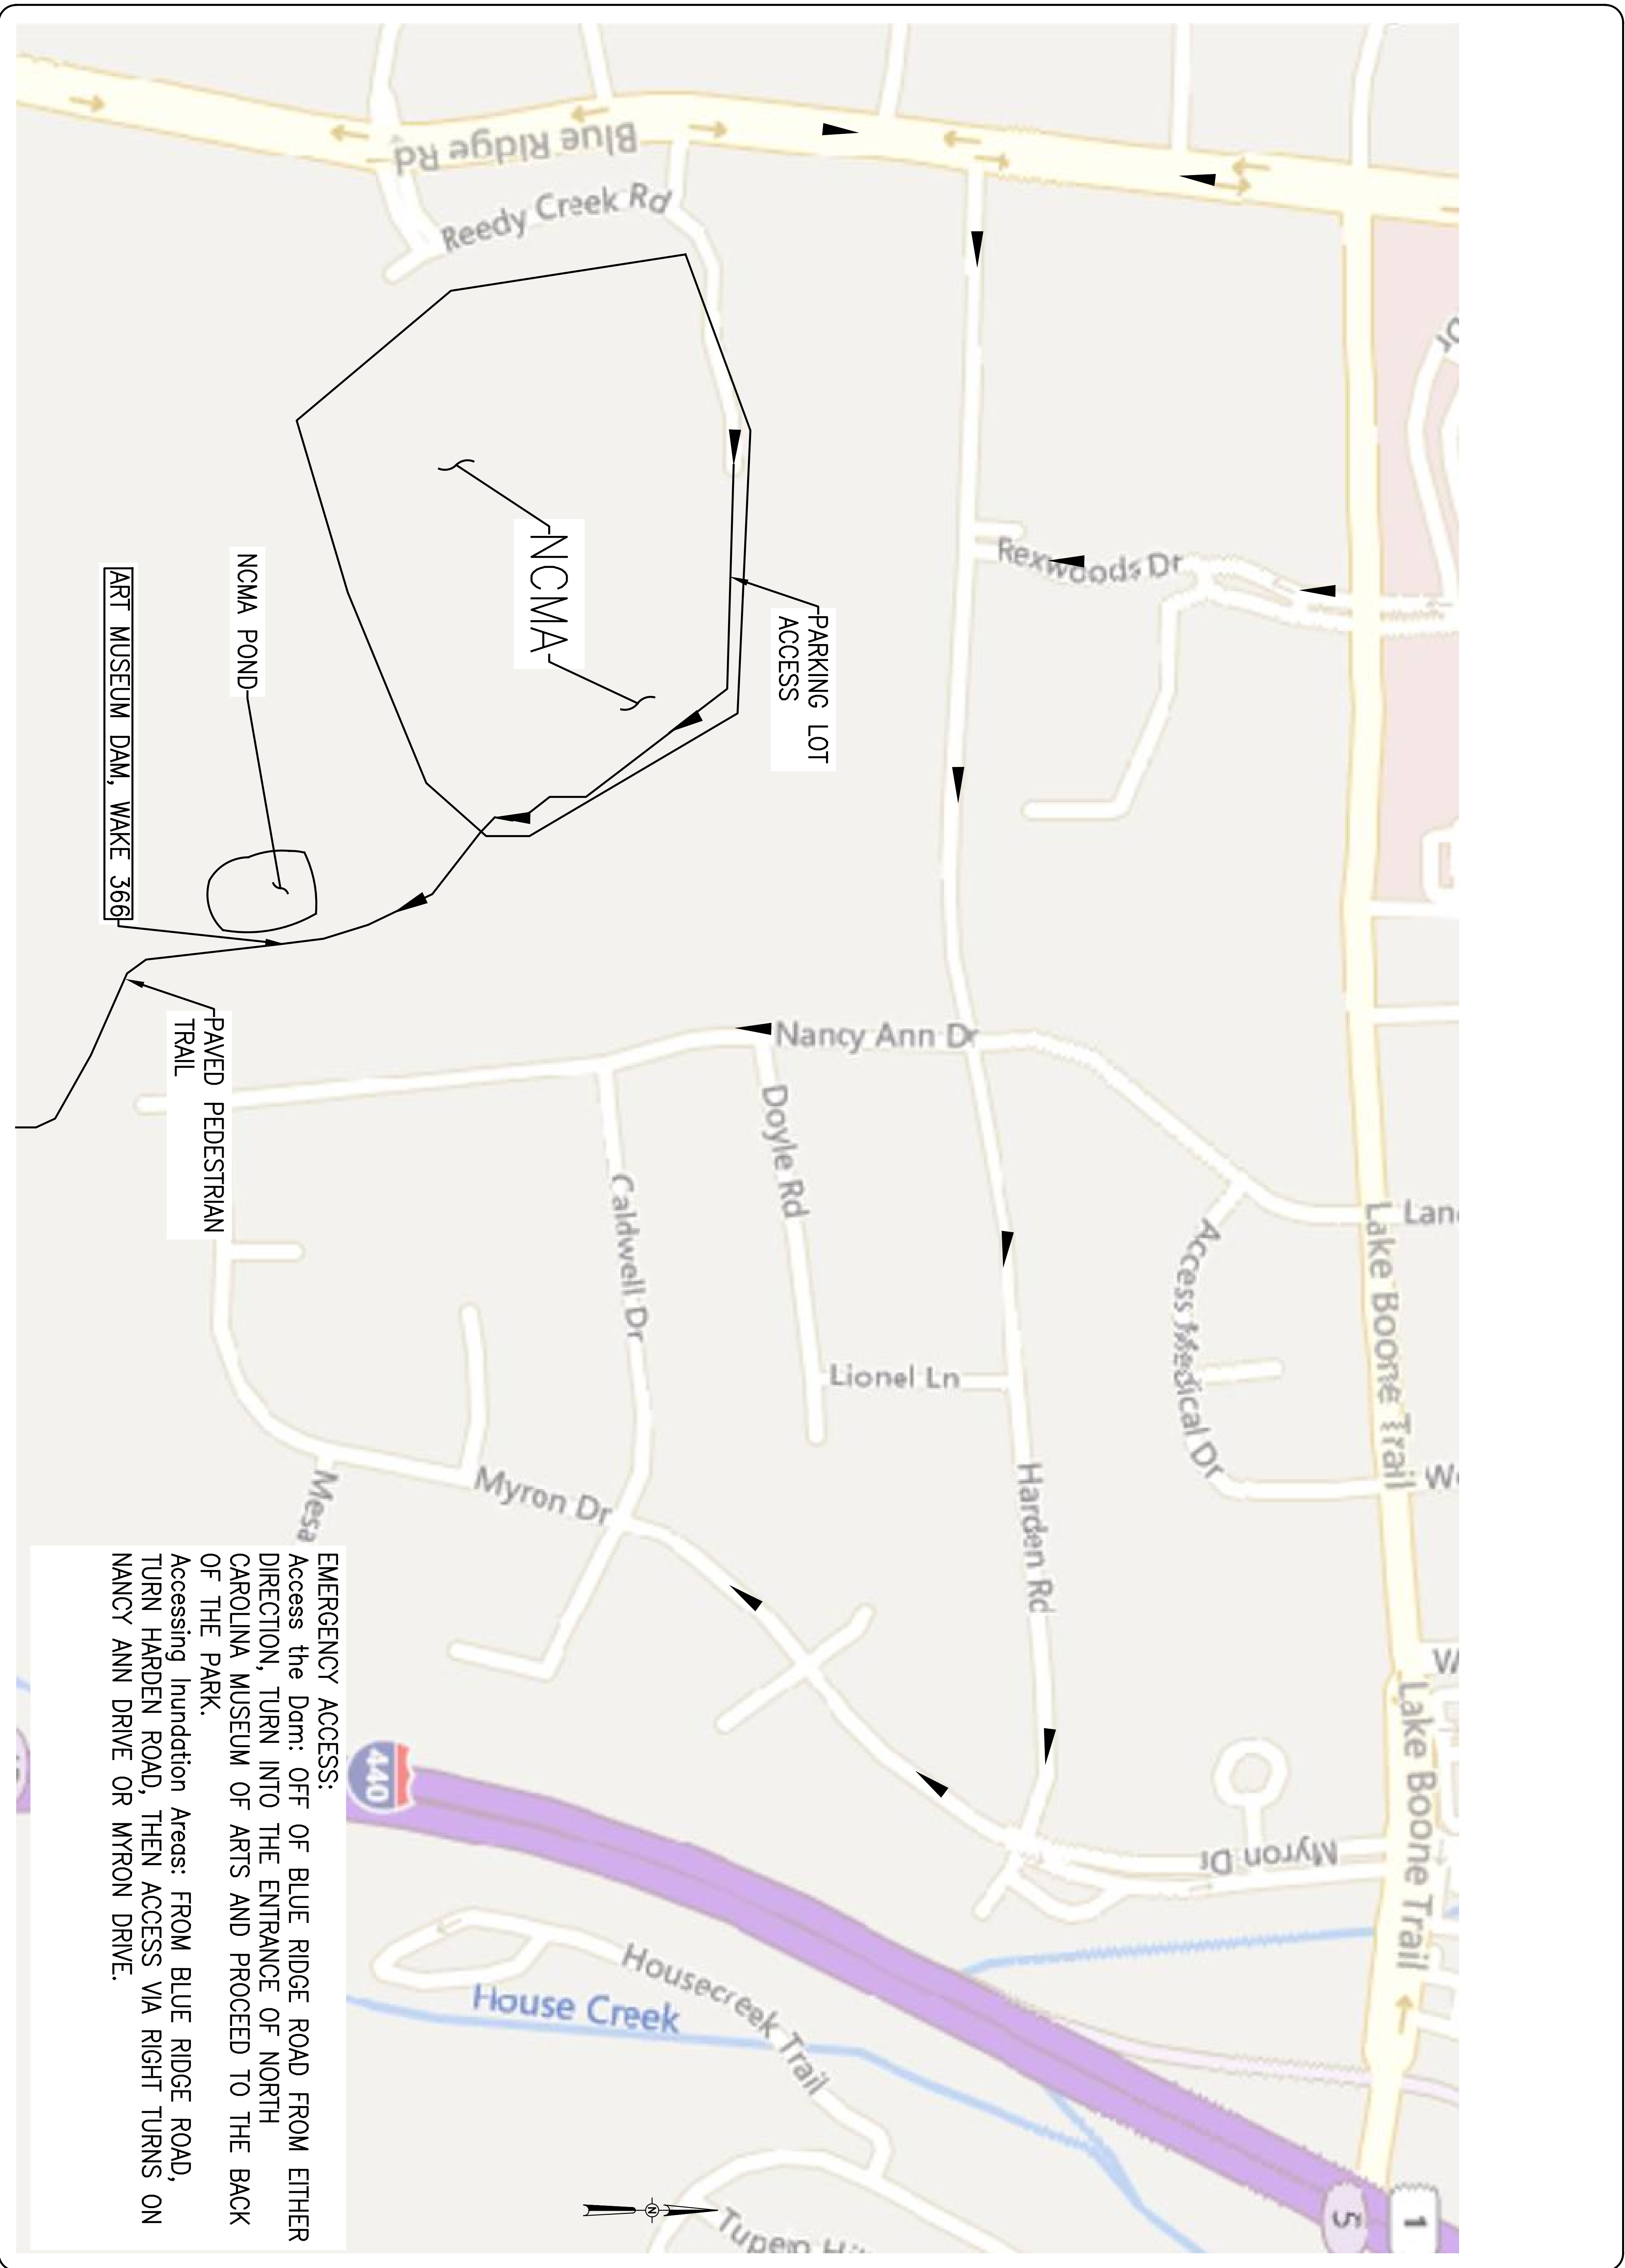 Blue Ridge Rd
Reedy Creek Rd
Rexwoods Dr
NCMA
PARKING LOT
ACCESS
NCMA POND
ART MUSEUM DAM, WAKE 366
PAVED PEDESTRIAN
TRAIL
Nancy Ann Dr
Doyle Rd
Caldwell Dr
Lionel Ln
Access Medical Dr
Lake Boone Trail
Harden Rd
Myron Dr
Mesa
Myron Dr
Lake Boone Trail
440
Housecreek Trail
House Creek
1
5
N
EMERGENCY ACCESS:
Access the Dam: OFF OF BLUE RIDGE ROAD FROM EITHER
DIRECTION, TURN INTO THE ENTRANCE OF NORTH
CAROLINA MUSEUM OF ARTS AND PROCEED TO THE BACK
OF THE PARK.
Accessing Inundation Areas: FROM BLUE RIDGE ROAD,
TURN HARDEN ROAD, THEN ACCESS VIA RIGHT TURNS ON
NANCY ANN DRIVE OR MYRON DRIVE.